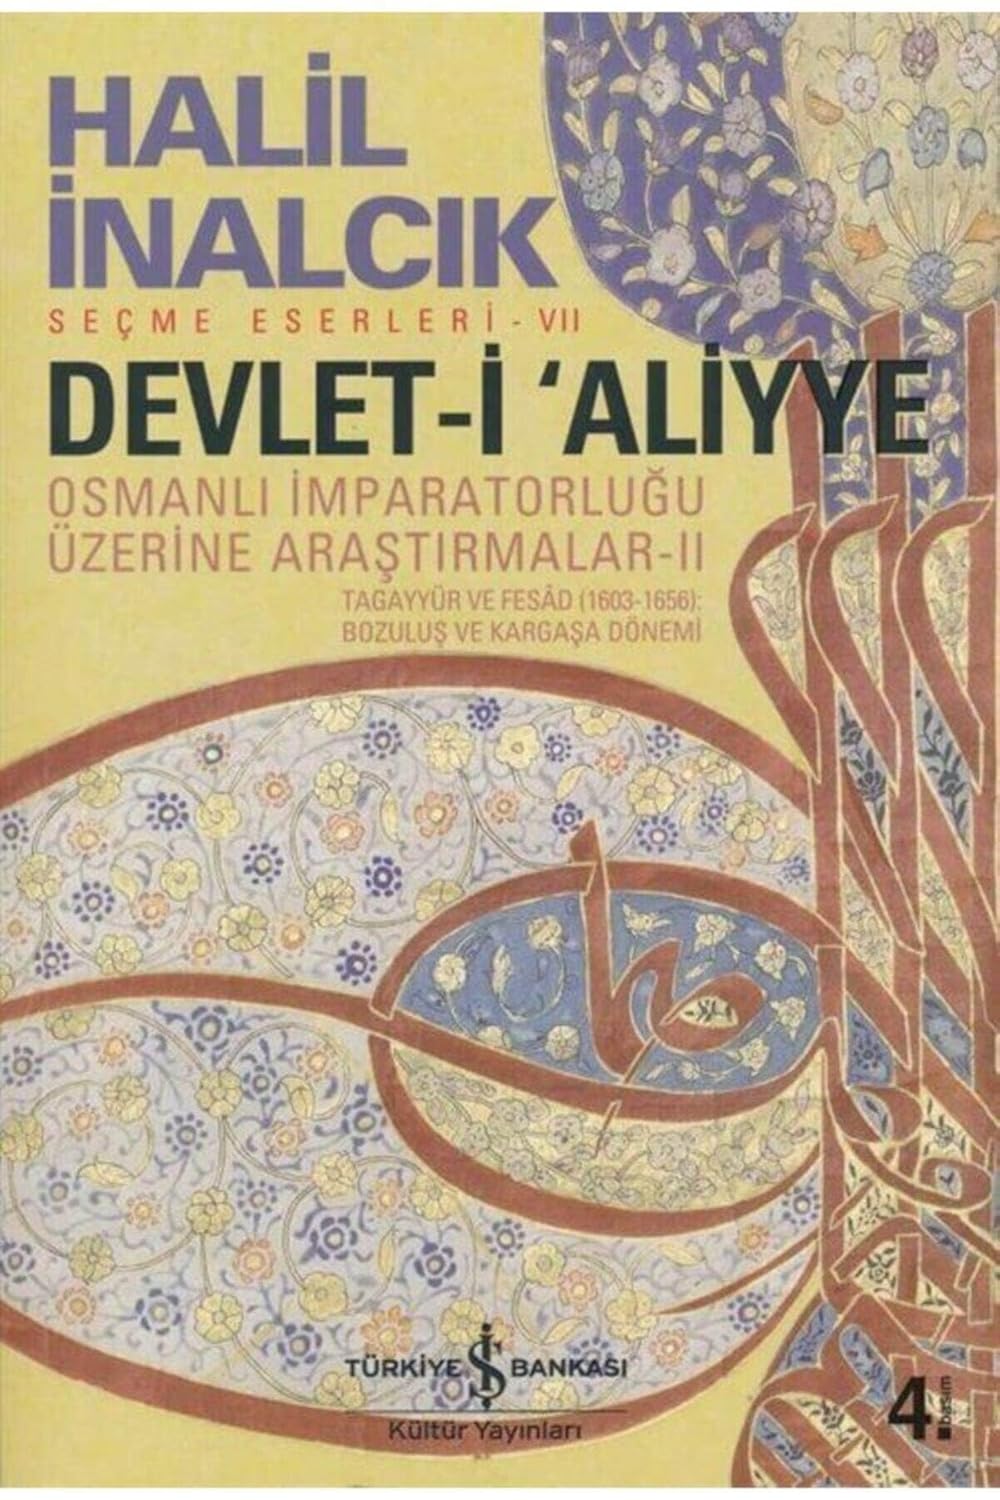 HALİL
İNALCIK
SEÇME ESERLERİ - VII
DEVLET-İ ‘ALİYYE
OSMANLI İMPARATORLUĞU
ÜZERİNE ARAŞTIRMALAR-II
TAGAYYÜR VE FESÂD (1603-1656):
BOZULUŞ VE KARGAŞA DÖNEMİ
TÜRKİYE İŞ BANKASI
Kültür Yayınları
4. basım